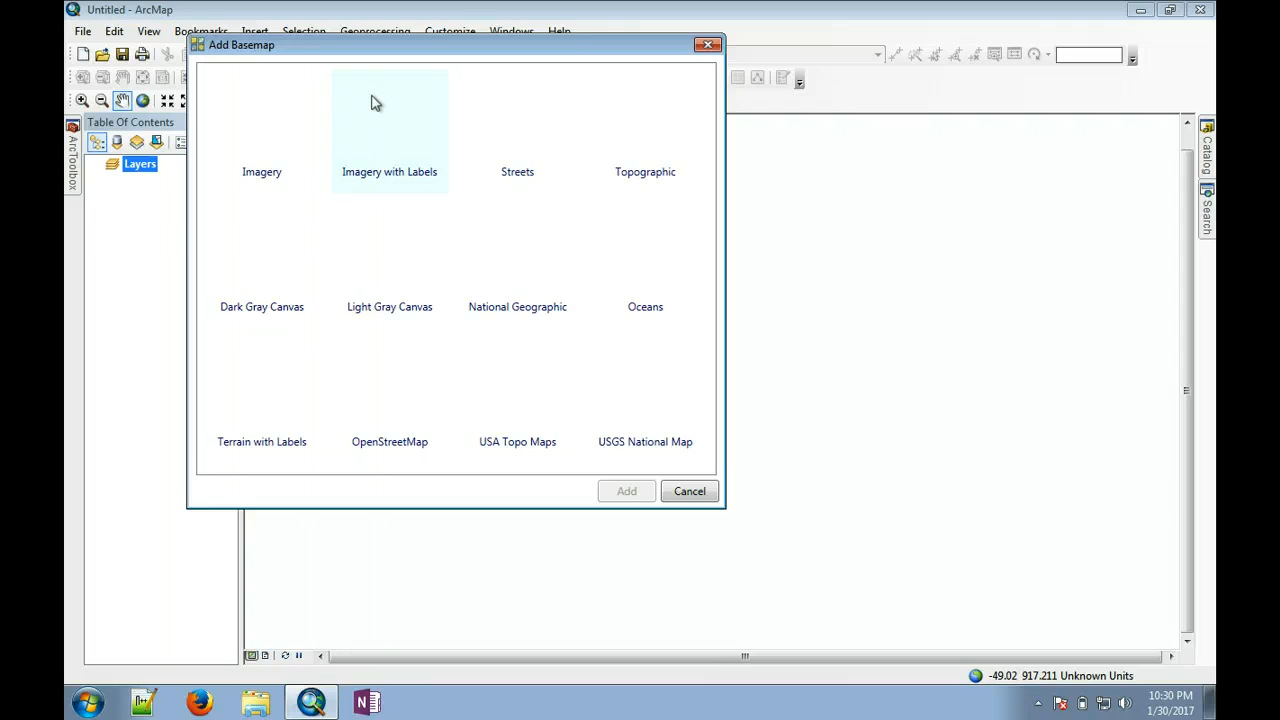 Untitled - ArcMap
File Edit View Bookmarks Insert Selection Geoprocessing Customize Windows Help
Add Basemap
Table Of Contents
Layers
ArcToolbox
Catalog
Search
Imagery Imagery with Labels Streets Topographic
Dark Gray Canvas Light Gray Canvas National Geographic Oceans
Terrain with Labels OpenStreetMap USA Topo Maps USGS National Map
Add Cancel
-49.02 917.211 Unknown Units
10:30 PM
1/30/2017